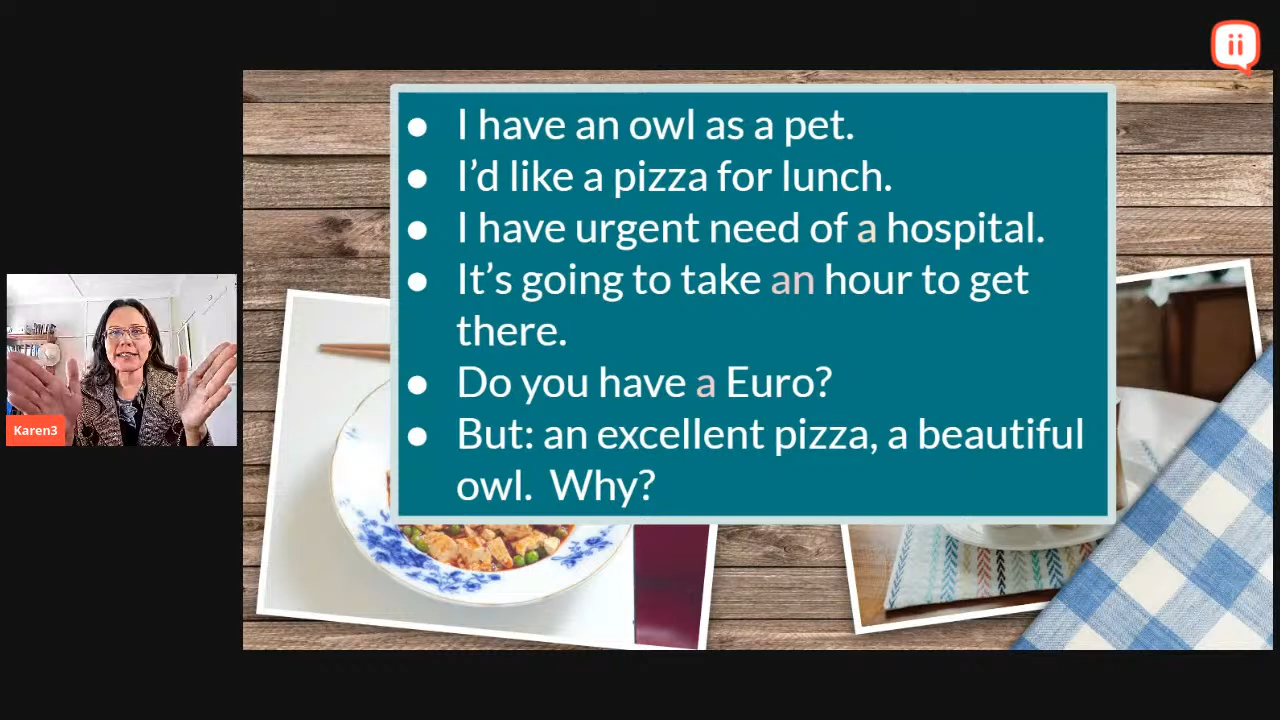 ii
● I have an owl as a pet.
● I’d like a pizza for lunch.
● I have urgent need of a hospital.
● It’s going to take an hour to get
there.
● Do you have a Euro?
● But: an excellent pizza, a beautiful
owl.  Why?
Karen3